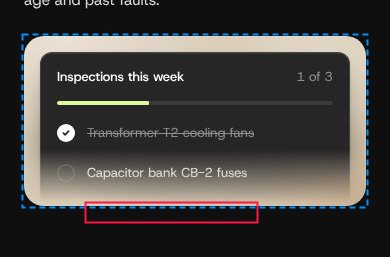 age and past faults.
Inspections this week
1 of 3
Transformer T2 cooling fans
Capacitor bank CB-2 fuses